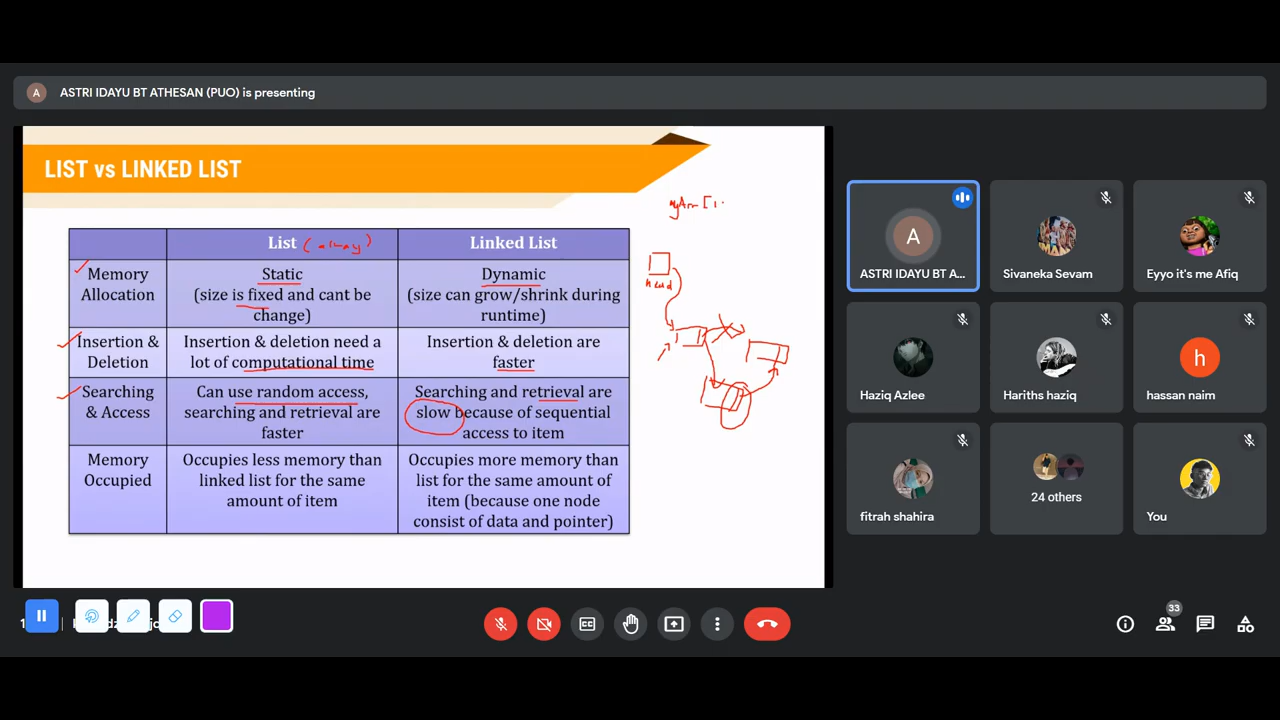 A ASTRI IDAYU BT ATHESAN (PUO) is presenting
LIST vs LINKED LIST
myArr [1
List (array) Linked List
Memory Allocation
Static
(size is fixed and cant be change)
Dynamic
(size can grow/shrink during runtime)
Insertion & Deletion
Insertion & deletion need a lot of computational time
Insertion & deletion are faster
Searching & Access
Can use random access, searching and retrieval are faster
Searching and retrieval are slow because of sequential access to item
Memory Occupied
Occupies less memory than linked list for the same amount of item
Occupies more memory than list for the same amount of item (because one node consist of data and pointer)
head
A
ASTRI IDAYU BT A...
Sivaneka Sevam
Eyyo it's me Afiq
Haziq Azlee
Hariths haziq
h
hassan naim
fitrah shahira
24 others
You
33